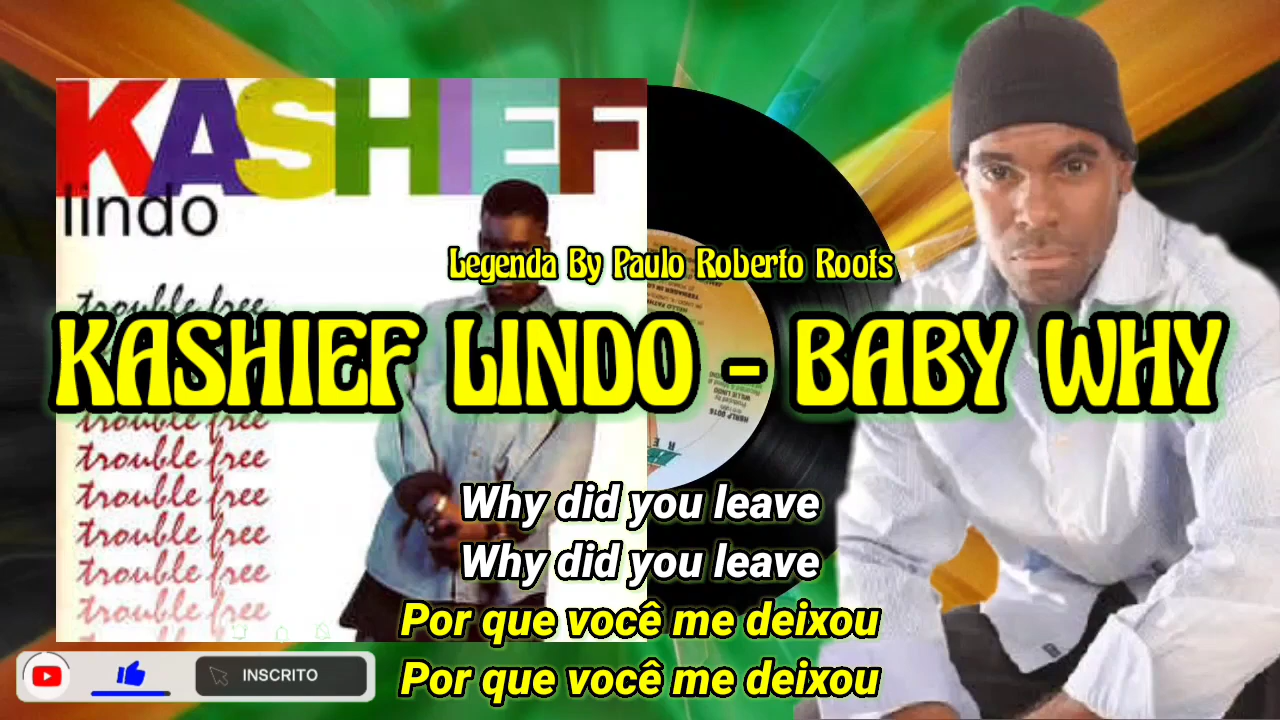 KASHIEF
lindo
trouble free
Legenda By Paulo Roberto Roots
KASHIEF LINDO - BABY WHY
trouble free
trouble free
trouble free
trouble free
trouble free
trouble free
Why did you leave
Why did you leave
Por que você me deixou
Por que você me deixou
INSCRITO